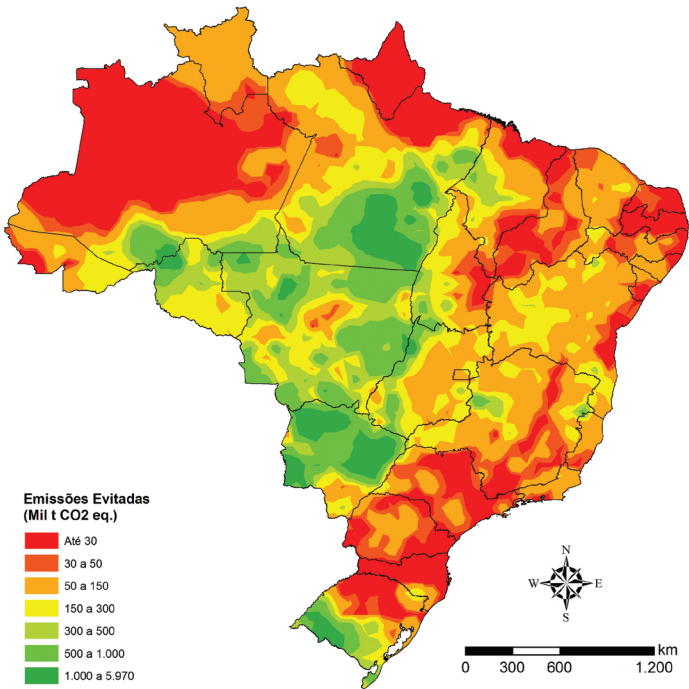 Emissões Evitadas
(Mil t CO2 eq.)
Até 30
30 a 50
50 a 150
150 a 300
300 a 500
500 a 1.000
1.000 a 5.970
N
W E
S
km
0 300 600 1.200